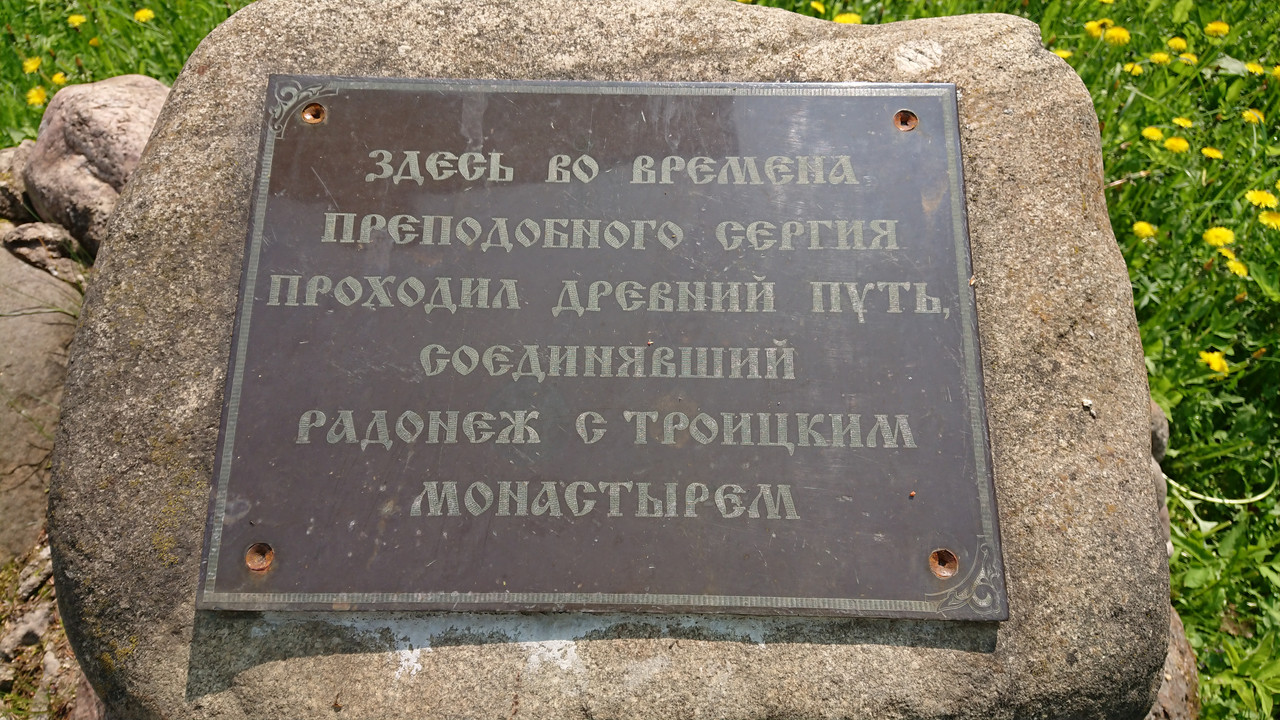 ЗДЕСЬ ВО ВРЕМЕНА
ПРЕПОДОБНОГО СЕРГИЯ
ПРОХОДИЛ ДРЕВНИЙ ПУТЬ,
СОЕДИНЯВШИЙ
РАДОНЕЖ С ТРОИЦКИМ
МОНАСТЫРЕМ